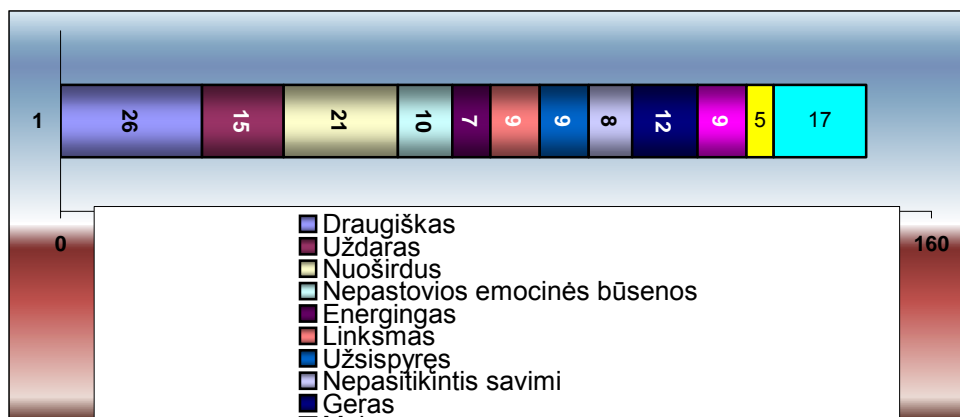 1
26 15 21 10 7 9 9 8 12 9 5 17
0 160
Draugiškas
Uždaras
Nuoširdus
Nepastovios emocinės būsenos
Energingas
Linksmas
Užsispyręs
Nepasitikintis savimi
Geras